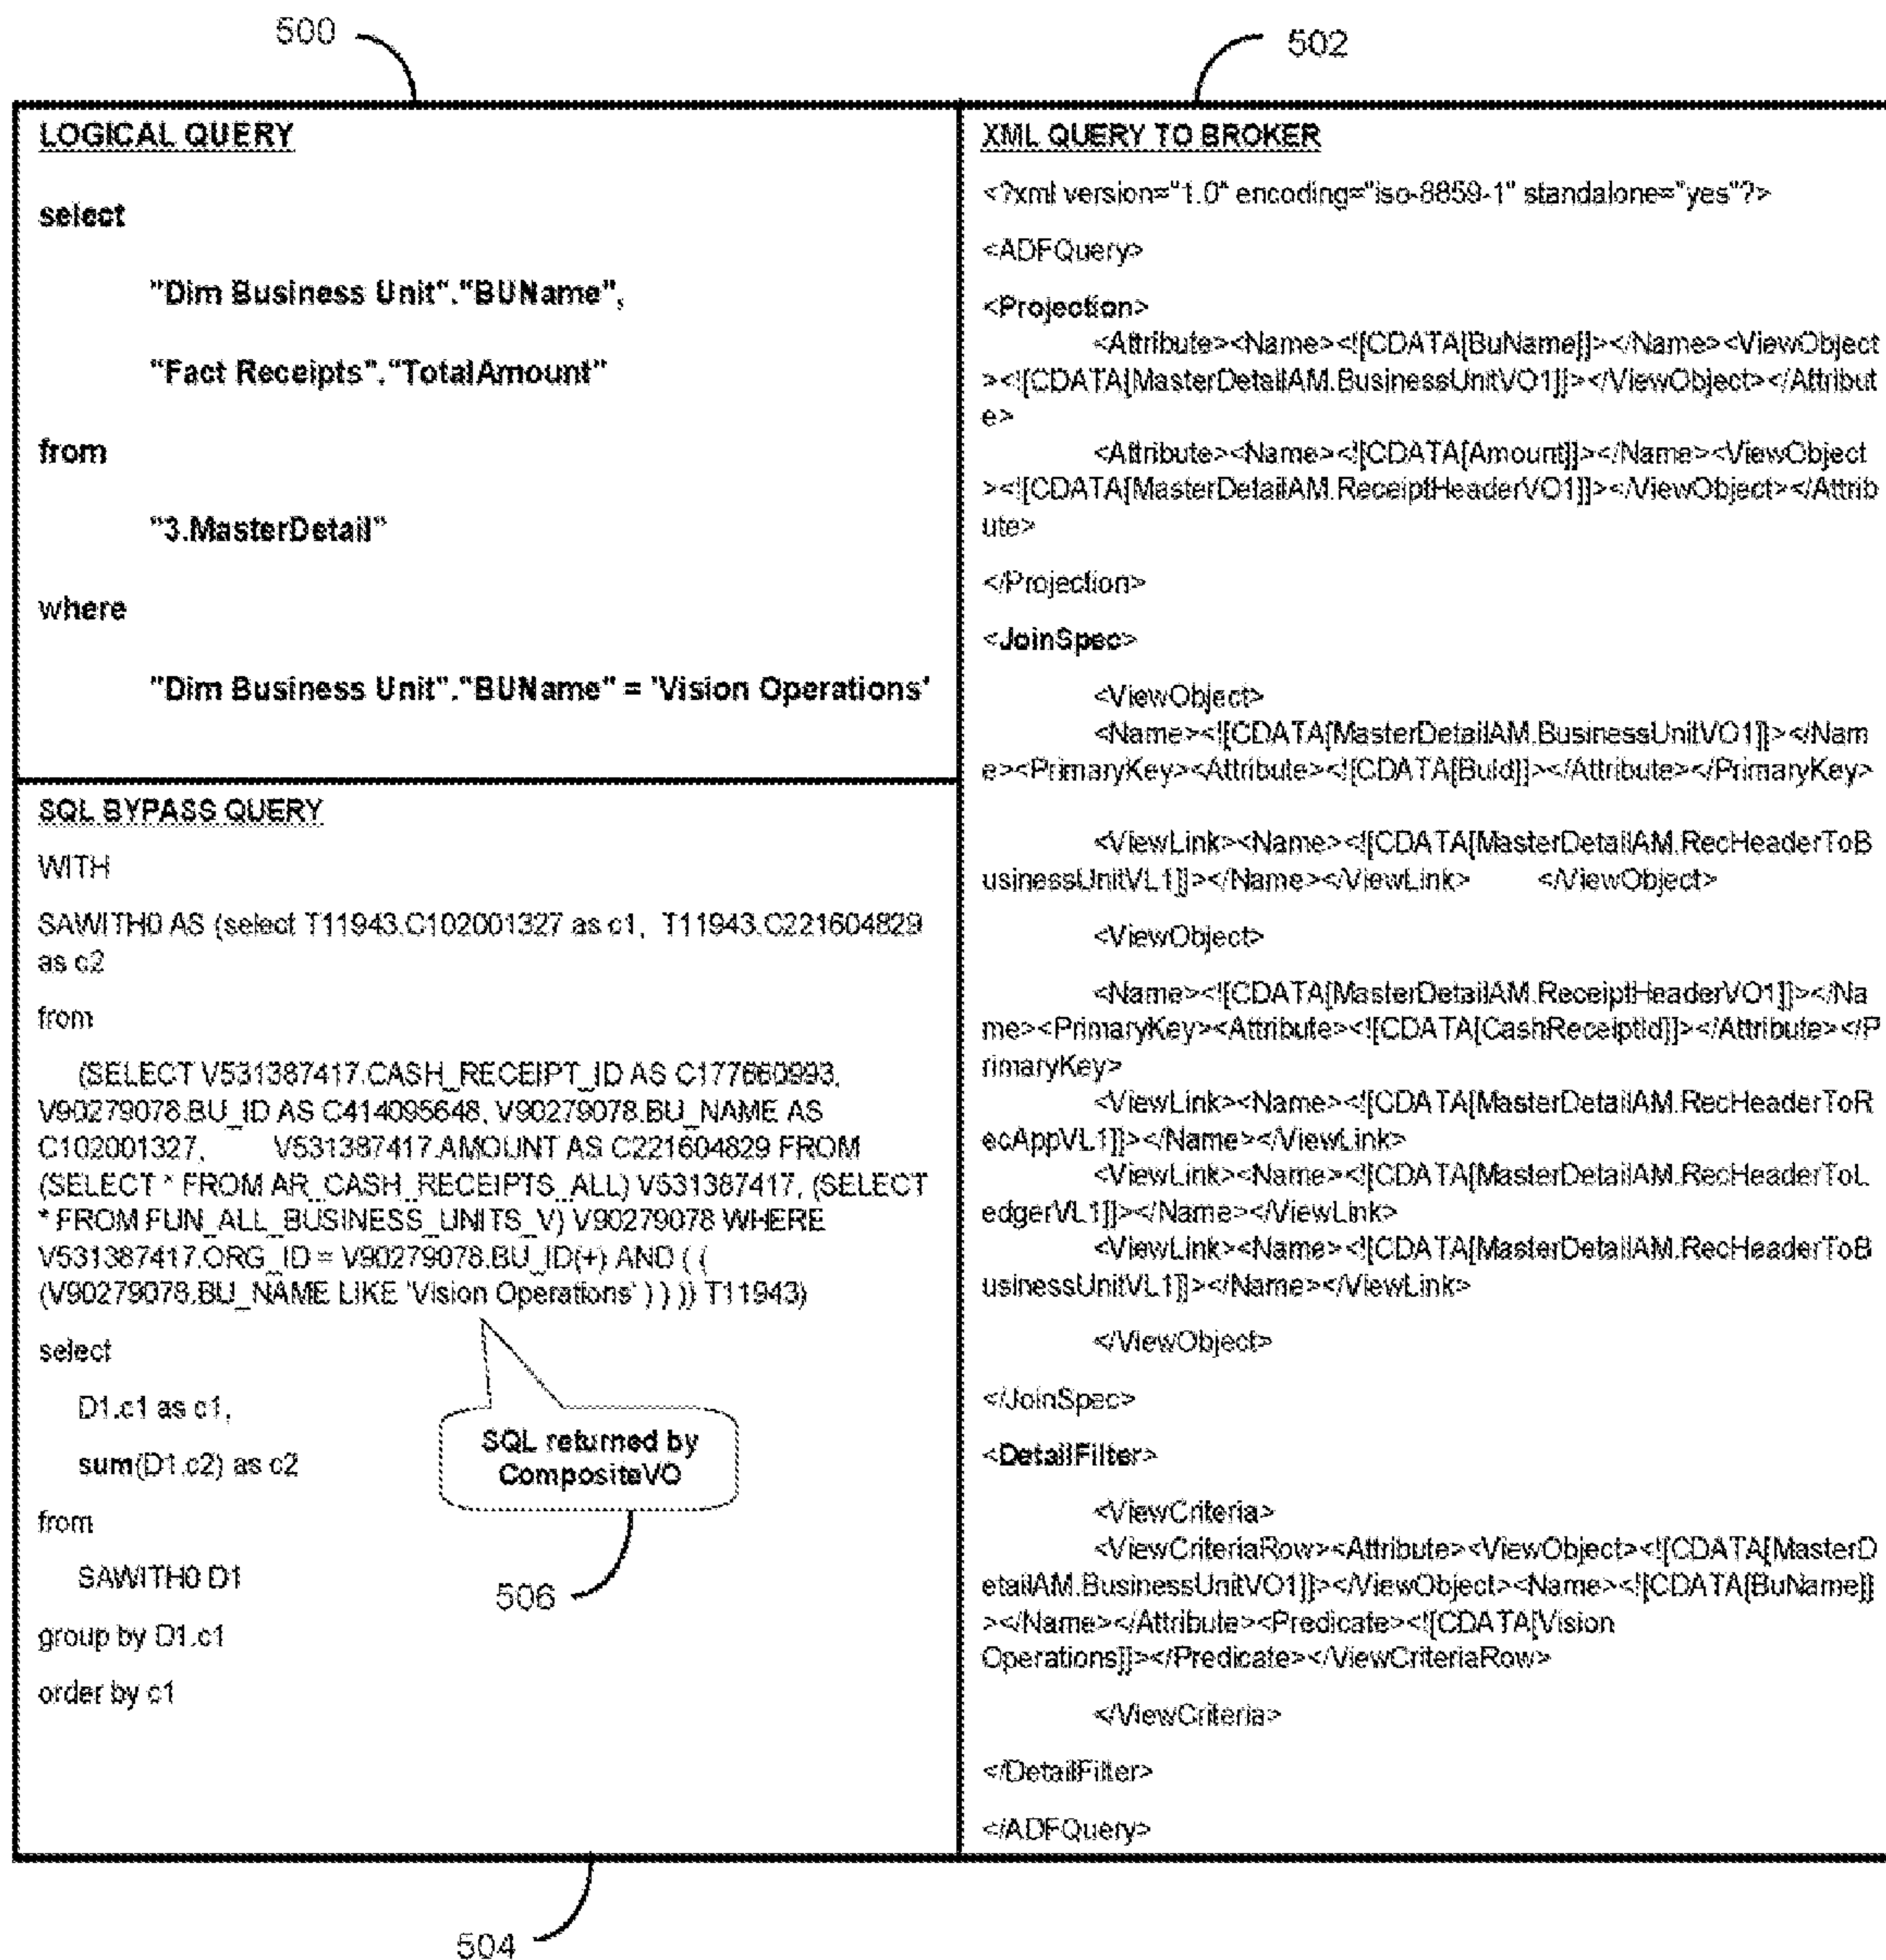 500
502
LOGICAL QUERY
select
"Dim Business Unit"."BUName",
"Fact Receipts"."TotalAmount"
from
"3.MasterDetail"
where
"Dim Business Unit"."BUName" = 'Vision Operations'
SQL BYPASS QUERY
WITH
SAWITH0 AS (select T11943.C102001327 as c1, T11943.C221604829
as c2
from
(SELECT V531387417.CASH_RECEIPT_ID AS C177660993,
V90279078.BU_ID AS C414095648, V90279078.BU_NAME AS
C102001327, V531387417.AMOUNT AS C221604829 FROM
(SELECT * FROM AR_CASH_RECEIPTS_ALL) V531387417, (SELECT
* FROM FUN_ALL_BUSINESS_UNITS_V) V90279078 WHERE
V531387417.ORG_ID = V90279078.BU_ID(+) AND ( (
(V90279078.BU_NAME LIKE 'Vision Operations' ) ) )) T11943)
select
D1.c1 as c1,
sum(D1.c2) as c2
from
SAWITH0 D1
group by D1.c1
order by c1
SQL returned by
CompositeVO
506
XML QUERY TO BROKER
<?xml version="1.0" encoding="iso-8859-1" standalone="yes"?>
<ADFQuery>
<Projection>
<Attribute><Name><![CDATA[BuName]]></Name><ViewObject
><![CDATA[MasterDetailAM.BusinessUnitVO1]]></ViewObject></Attribut
e>
<Attribute><Name><![CDATA[Amount]]></Name><ViewObject
><![CDATA[MasterDetailAM.ReceiptHeaderVO1]]></ViewObject></Attrib
ute>
</Projection>
<JoinSpec>
<ViewObject>
<Name><![CDATA[MasterDetailAM.BusinessUnitVO1]]></Nam
e><PrimaryKey><Attribute><![CDATA[BuId]]></Attribute></PrimaryKey>
<ViewLink><Name><![CDATA[MasterDetailAM.RecHeaderToB
usinessUnitVL1]]></Name></ViewLink> </ViewObject>
<ViewObject>
<Name><![CDATA[MasterDetailAM.ReceiptHeaderVO1]]></Na
me><PrimaryKey><Attribute><![CDATA[CashReceiptId]]></Attribute></P
rimaryKey>
<ViewLink><Name><![CDATA[MasterDetailAM.RecHeaderToR
ecAppVL1]]></Name></ViewLink>
<ViewLink><Name><![CDATA[MasterDetailAM.RecHeaderToL
edgerVL1]]></Name></ViewLink>
<ViewLink><Name><![CDATA[MasterDetailAM.RecHeaderToB
usinessUnitVL1]]></Name></ViewLink>
</ViewObject>
</JoinSpec>
<DetailFilter>
<ViewCriteria>
<ViewCriteriaRow><Attribute><ViewObject><![CDATA[MasterD
etailAM.BusinessUnitVO1]]></ViewObject><Name><![CDATA[BuName]]
></Name></Attribute><Predicate><![CDATA[Vision
Operations]]></Predicate></ViewCriteriaRow>
</ViewCriteria>
</DetailFilter>
</ADFQuery>
504